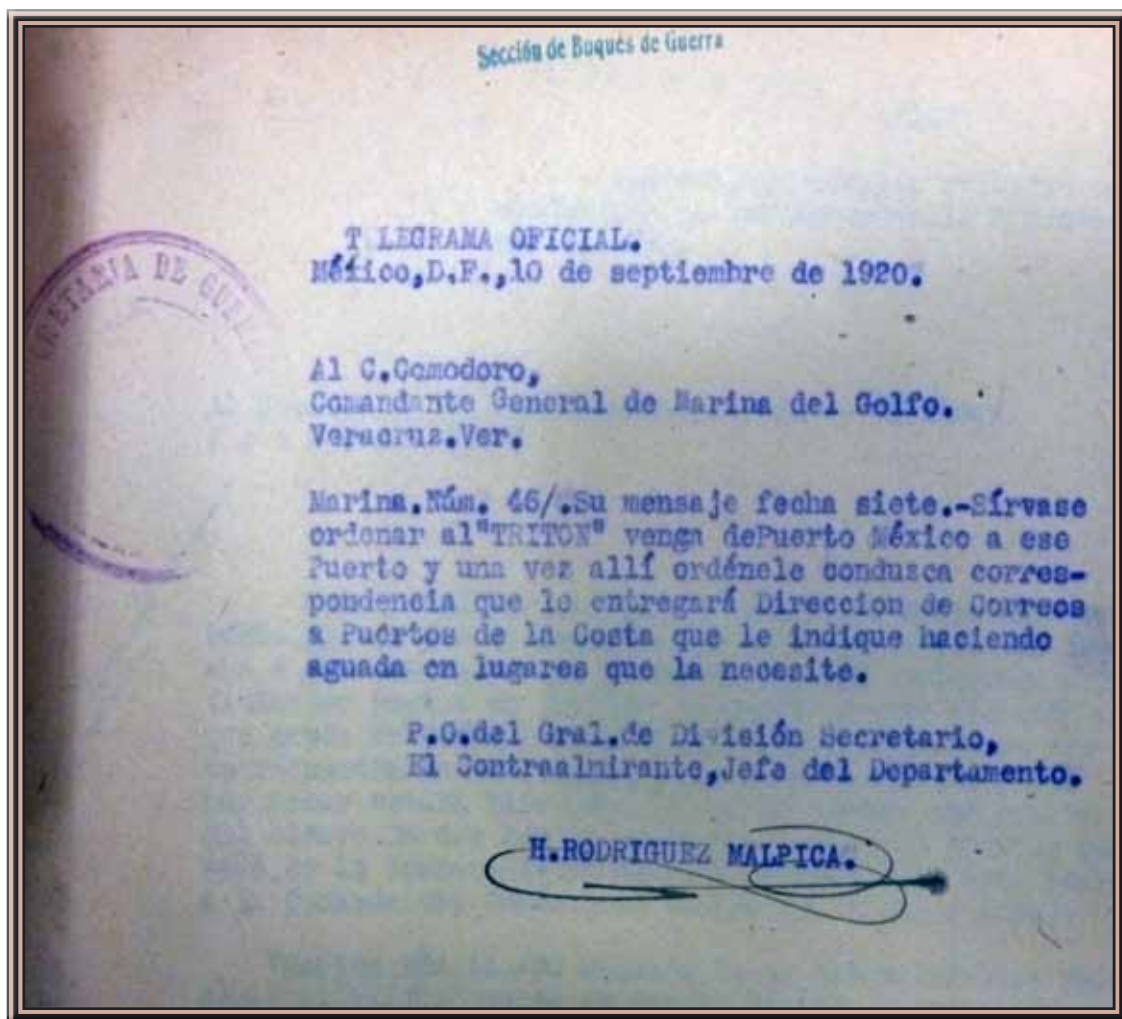 Sección de Buques de Guerra
T LEGRAMA OFICIAL.
México,D.F.,10 de septiembre de 1920.
RETARIA DE GUE
Al C.Comodoro,
Comandante General de Marina del Golfo.
Veracruz.Ver.
Marina.Núm. 46/.Su mensaje fecha siete.-Sírvase
ordenar al"TRITON" venga dePuerto México a ese
Puerto y una vez allí ordénele condusca corres-
pondencia que le entregará Direccion de Correos
a Puertos de la Costa que le indique haciendo
aguada en lugares que la necesite.
P.O.del Gral.de División Secretario,
El Contraalmirante,Jefe del Departamento.
H.RODRIGUEZ MALPICA.